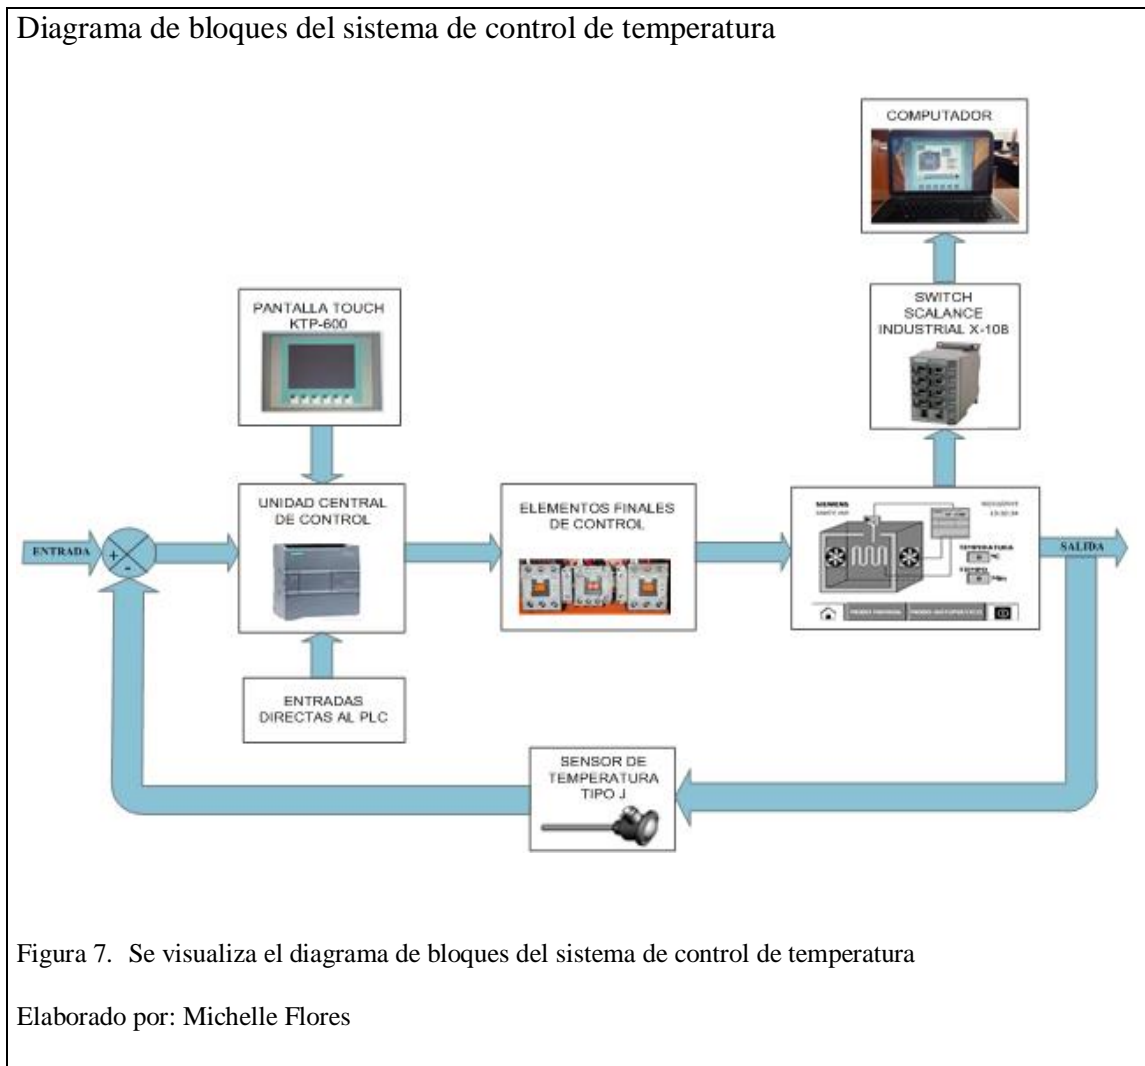 Diagrama de bloques del sistema de control de temperatura
COMPUTADOR
PANTALLA TOUCH
KTP-600
SWITCH
SCALANCE
INDUSTRIAL X-108
UNIDAD CENTRAL
DE CONTROL
ELEMENTOS FINALES
DE CONTROL
SIEMENS
TEMPERATURA
°C
TIEMPO
Min
ENTRADA
+
-
SALIDA
ENTRADAS
DIRECTAS AL PLC
SENSOR DE
TEMPERATURA
TIPO J
Figura 7. Se visualiza el diagrama de bloques del sistema de control de temperatura
Elaborado por: Michelle Flores